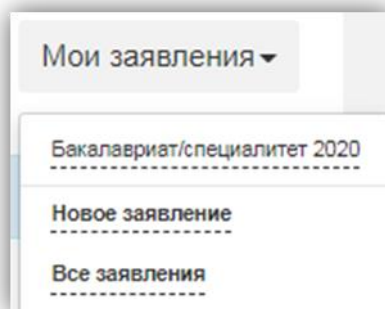 Мои заявления
Бакалавриат/специалитет 2020
Новое заявление
Все заявления